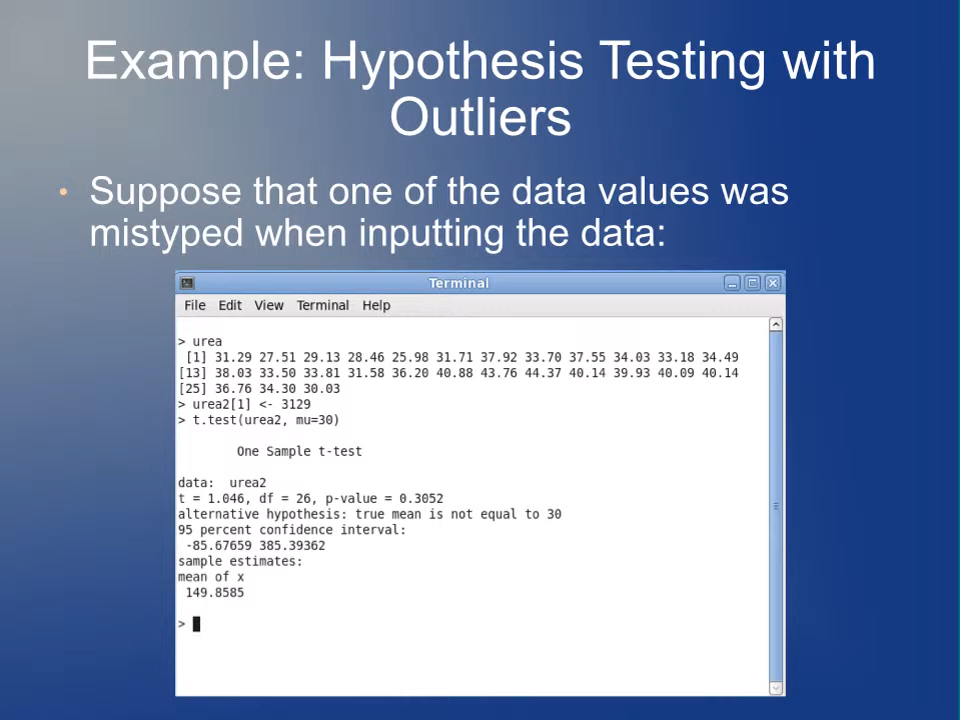 Example: Hypothesis Testing with
Outliers
• Suppose that one of the data values was
mistyped when inputting the data:
Terminal
File Edit View Terminal Help
> urea
[1] 31.29 27.51 29.13 28.46 25.98 31.71 37.92 33.70 37.55 34.03 33.18 34.49
[13] 38.03 33.50 33.81 31.58 36.20 40.88 43.76 44.37 40.14 39.93 40.09 40.14
[25] 36.76 34.30 30.03
> urea2[1] <- 3129
> t.test(urea2, mu=30)
One Sample t-test
data:  urea2
t = 1.046, df = 26, p-value = 0.3052
alternative hypothesis: true mean is not equal to 30
95 percent confidence interval:
-85.67659 385.39362
sample estimates:
mean of x
149.8585
>